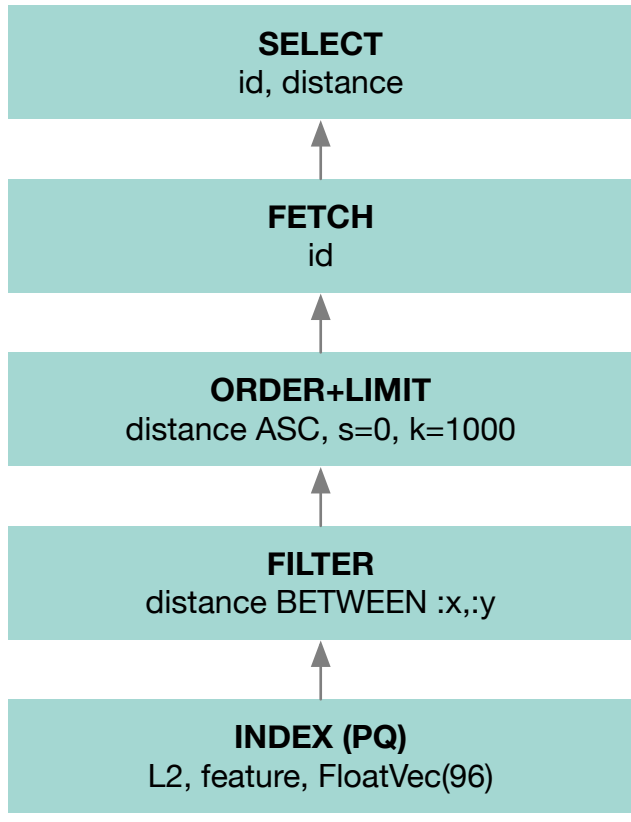 SELECT
id, distance
FETCH
id
ORDER+LIMIT
distance ASC, s=0, k=1000
FILTER
distance BETWEEN :x,:y
INDEX (PQ)
L2, feature, FloatVec(96)